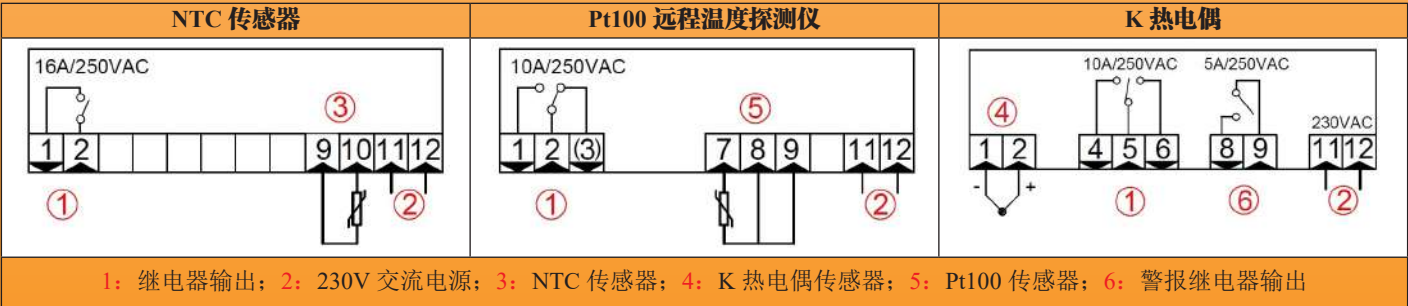 NTC 传感器
Pt100 远程温度探测仪
K 热电偶
16A/250VAC
③
1 2 9 10 11 12
① ②
10A/250VAC
⑤
1 2 (3) 7 8 9 11 12
① ②
10A/250VAC 5A/250VAC
④
230VAC
1 2 4 5 6 8 9 11 12
- +
① ⑥ ②
1：继电器输出；2：230V 交流电源；3：NTC 传感器；4：K 热电偶传感器；5：Pt100 传感器；6：警报继电器输出